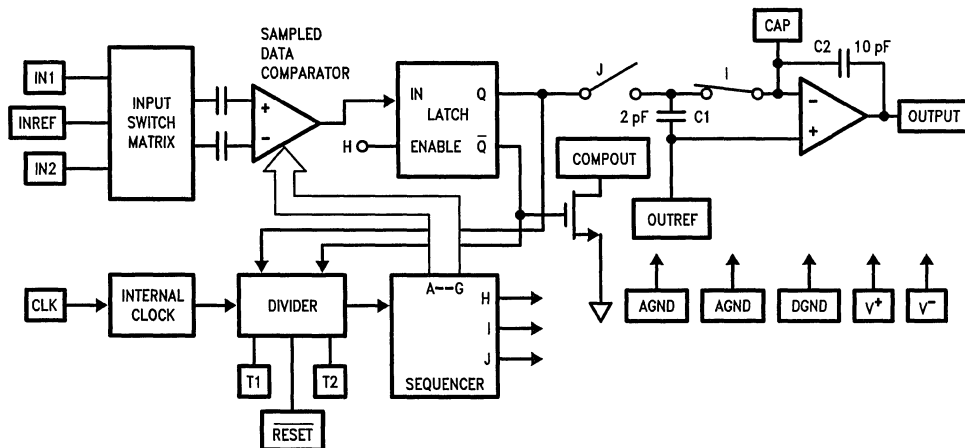 SAMPLED
DATA
COMPARATOR
CAP
C2 10 pF
IN1
INREF
IN2
INPUT
SWITCH
MATRIX
+
−
IN Q
LATCH
ENABLE Q̅
H
J
I
2 pF C1
−
+
OUTPUT
COMPOUT
OUTREF
CLK
INTERNAL
CLOCK
DIVIDER
A--G
H
I
J
SEQUENCER
T1
T2
R̅E̅S̅E̅T̅
AGND
AGND
DGND
V⁺
V⁻